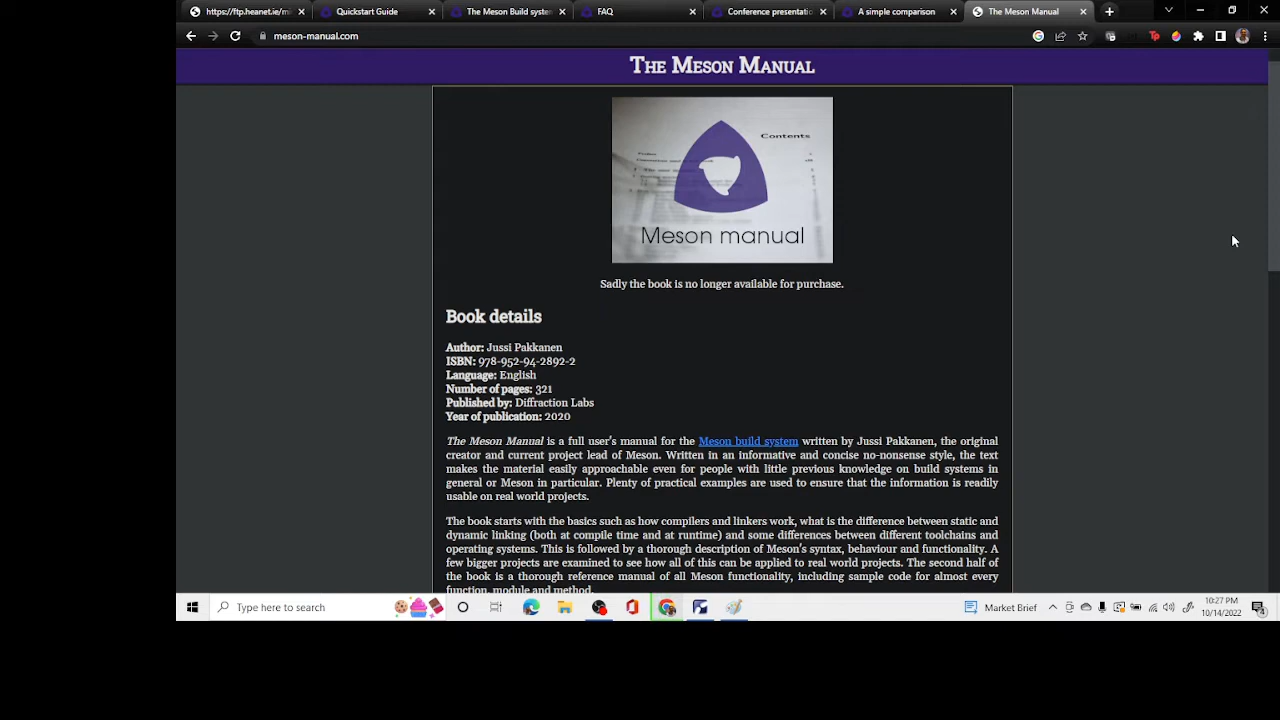 https://ftp.heanet.ie/mi
Quickstart Guide
The Meson Build syste
FAQ
Conference presentatio
A simple comparison
The Meson Manual
meson-manual.com
The Meson Manual
Contents
Meson manual
Sadly the book is no longer available for purchase.
Book details
Author: Jussi Pakkanen
ISBN: 978-952-94-2892-2
Language: English
Number of pages: 321
Published by: Diffraction Labs
Year of publication: 2020
The Meson Manual is a full user's manual for the Meson build system written by Jussi Pakkanen, the original
creator and current project lead of Meson. Written in an informative and concise no-nonsense style, the text
makes the material easily approachable even for people with little previous knowledge on build systems in
general or Meson in particular. Plenty of practical examples are used to ensure that the information is readily
usable on real world projects.
The book starts with the basics such as how compilers and linkers work, what is the difference between static and
dynamic linking (both at compile time and at runtime) and some differences between different toolchains and
operating systems. This is followed by a thorough description of Meson's syntax, behaviour and functionality. A
few bigger projects are examined to see how all of this can be applied to real world projects. The second half of
the book is a thorough reference manual of all Meson functionality, including sample code for almost every
function, module and method.
Type here to search
Market Brief
10:27 PM
10/14/2022